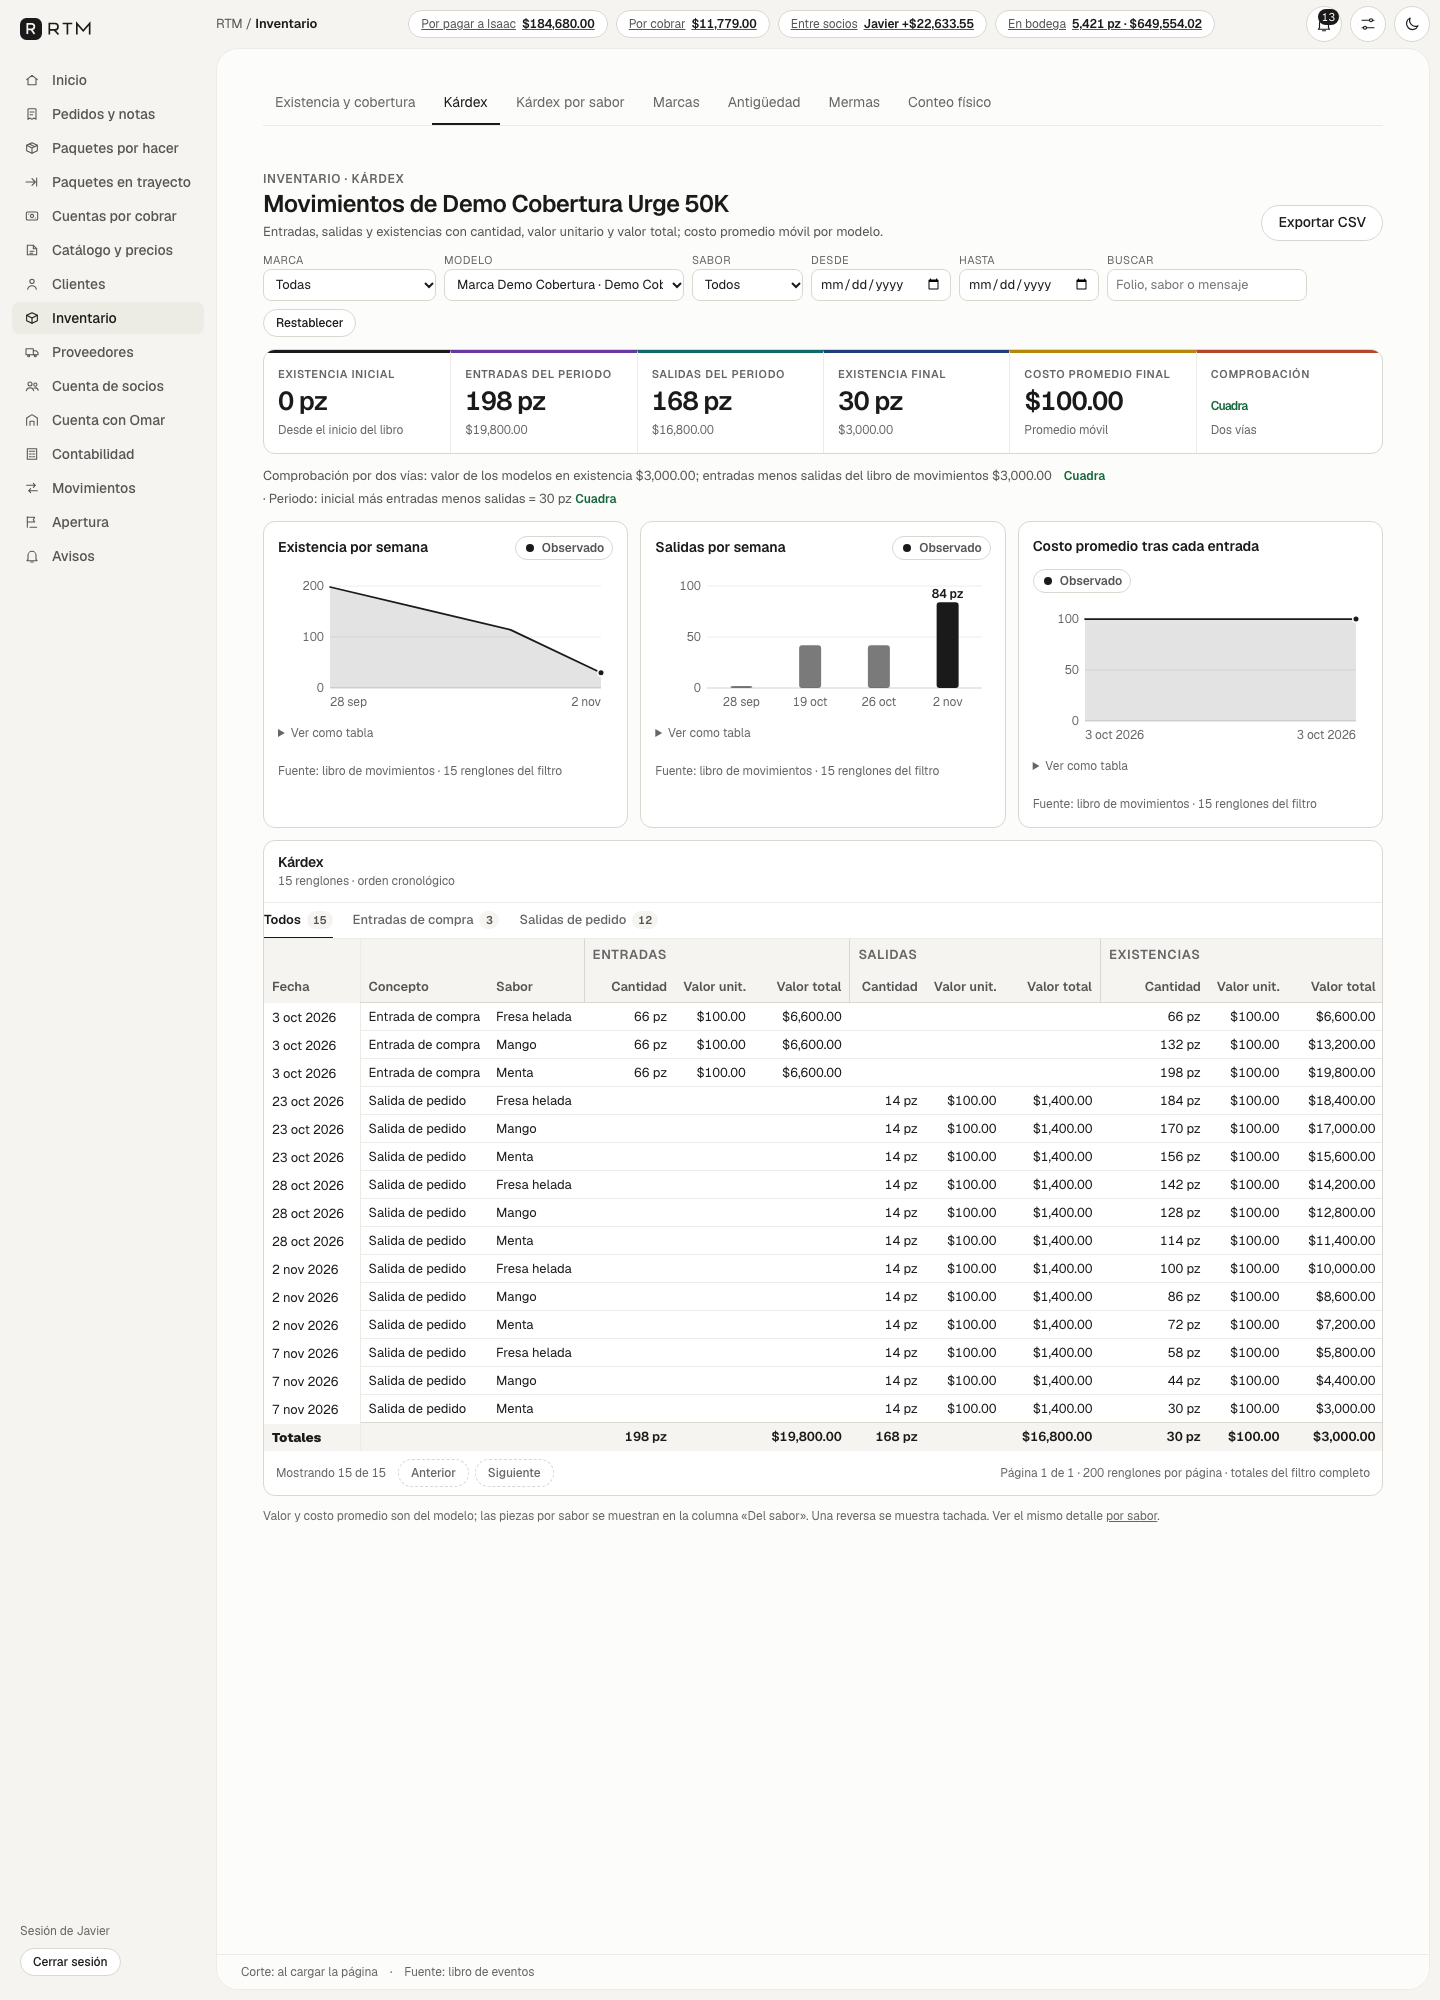 R RTM
RTM / Inventario
Por pagar a Isaac $184,680.00
Por cobrar $11,779.00
Entre socios Javier +$22,633.55
En bodega 5,421 pz · $649,554.02
13
Inicio
Pedidos y notas
Paquetes por hacer
Paquetes en trayecto
Cuentas por cobrar
Catálogo y precios
Clientes
Inventario
Proveedores
Cuenta de socios
Cuenta con Omar
Contabilidad
Movimientos
Apertura
Avisos
Sesión de Javier
Cerrar sesión
Existencia y cobertura Kárdex Kárdex por sabor Marcas Antigüedad Mermas Conteo físico
INVENTARIO · KÁRDEX
Movimientos de Demo Cobertura Urge 50K
Entradas, salidas y existencias con cantidad, valor unitario y valor total; costo promedio móvil por modelo.
Exportar CSV
MARCA MODELO SABOR DESDE HASTA BUSCAR
Todas Marca Demo Cobertura · Demo Cob Todos mm/dd/yyyy mm/dd/yyyy Folio, sabor o mensaje
Restablecer
EXISTENCIA INICIAL ENTRADAS DEL PERIODO SALIDAS DEL PERIODO EXISTENCIA FINAL COSTO PROMEDIO FINAL COMPROBACIÓN
0 pz 198 pz 168 pz 30 pz $100.00 Cuadra
Desde el inicio del libro $19,800.00 $16,800.00 $3,000.00 Promedio móvil Dos vías
Comprobación por dos vías: valor de los modelos en existencia $3,000.00; entradas menos salidas del libro de movimientos $3,000.00 Cuadra
· Periodo: inicial más entradas menos salidas = 30 pz Cuadra
Existencia por semana Observado
200
100
0
28 sep 2 nov
Ver como tabla
Fuente: libro de movimientos · 15 renglones del filtro
Salidas por semana Observado
100
84 pz
50
0
28 sep 19 oct 26 oct 2 nov
Ver como tabla
Fuente: libro de movimientos · 15 renglones del filtro
Costo promedio tras cada entrada
Observado
100
50
0
3 oct 2026 3 oct 2026
Ver como tabla
Fuente: libro de movimientos · 15 renglones del filtro
Kárdex
15 renglones · orden cronológico
Todos 15 Entradas de compra 3 Salidas de pedido 12
ENTRADAS SALIDAS EXISTENCIAS
Fecha Concepto Sabor Cantidad Valor unit. Valor total Cantidad Valor unit. Valor total Cantidad Valor unit. Valor total
3 oct 2026 Entrada de compra Fresa helada 66 pz $100.00 $6,600.00 66 pz $100.00 $6,600.00
3 oct 2026 Entrada de compra Mango 66 pz $100.00 $6,600.00 132 pz $100.00 $13,200.00
3 oct 2026 Entrada de compra Menta 66 pz $100.00 $6,600.00 198 pz $100.00 $19,800.00
23 oct 2026 Salida de pedido Fresa helada 14 pz $100.00 $1,400.00 184 pz $100.00 $18,400.00
23 oct 2026 Salida de pedido Mango 14 pz $100.00 $1,400.00 170 pz $100.00 $17,000.00
23 oct 2026 Salida de pedido Menta 14 pz $100.00 $1,400.00 156 pz $100.00 $15,600.00
28 oct 2026 Salida de pedido Fresa helada 14 pz $100.00 $1,400.00 142 pz $100.00 $14,200.00
28 oct 2026 Salida de pedido Mango 14 pz $100.00 $1,400.00 128 pz $100.00 $12,800.00
28 oct 2026 Salida de pedido Menta 14 pz $100.00 $1,400.00 114 pz $100.00 $11,400.00
2 nov 2026 Salida de pedido Fresa helada 14 pz $100.00 $1,400.00 100 pz $100.00 $10,000.00
2 nov 2026 Salida de pedido Mango 14 pz $100.00 $1,400.00 86 pz $100.00 $8,600.00
2 nov 2026 Salida de pedido Menta 14 pz $100.00 $1,400.00 72 pz $100.00 $7,200.00
7 nov 2026 Salida de pedido Fresa helada 14 pz $100.00 $1,400.00 58 pz $100.00 $5,800.00
7 nov 2026 Salida de pedido Mango 14 pz $100.00 $1,400.00 44 pz $100.00 $4,400.00
7 nov 2026 Salida de pedido Menta 14 pz $100.00 $1,400.00 30 pz $100.00 $3,000.00
Totales 198 pz $19,800.00 168 pz $16,800.00 30 pz $100.00 $3,000.00
Mostrando 15 de 15 Anterior Siguiente Página 1 de 1 · 200 renglones por página · totales del filtro completo
Valor y costo promedio son del modelo; las piezas por sabor se muestran en la columna «Del sabor». Una reversa se muestra tachada. Ver el mismo detalle por sabor.
Corte: al cargar la página · Fuente: libro de eventos